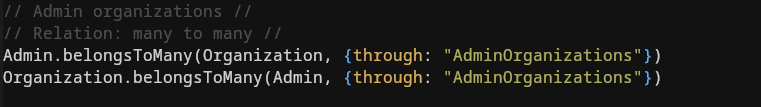 // Admin organizations //
// Relation: many to many //
Admin.belongsToMany(Organization, {through: "AdminOrganizations"})
Organization.belongsToMany(Admin, {through: "AdminOrganizations"})